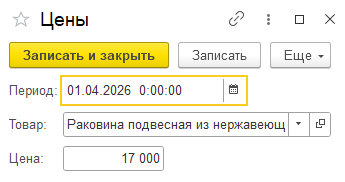 Цены
Записать и закрыть
Записать
Еще
Период: 01.04.2026 0:00:00
Товар: Раковина подвесная из нержавеющ
Цена: 17 000